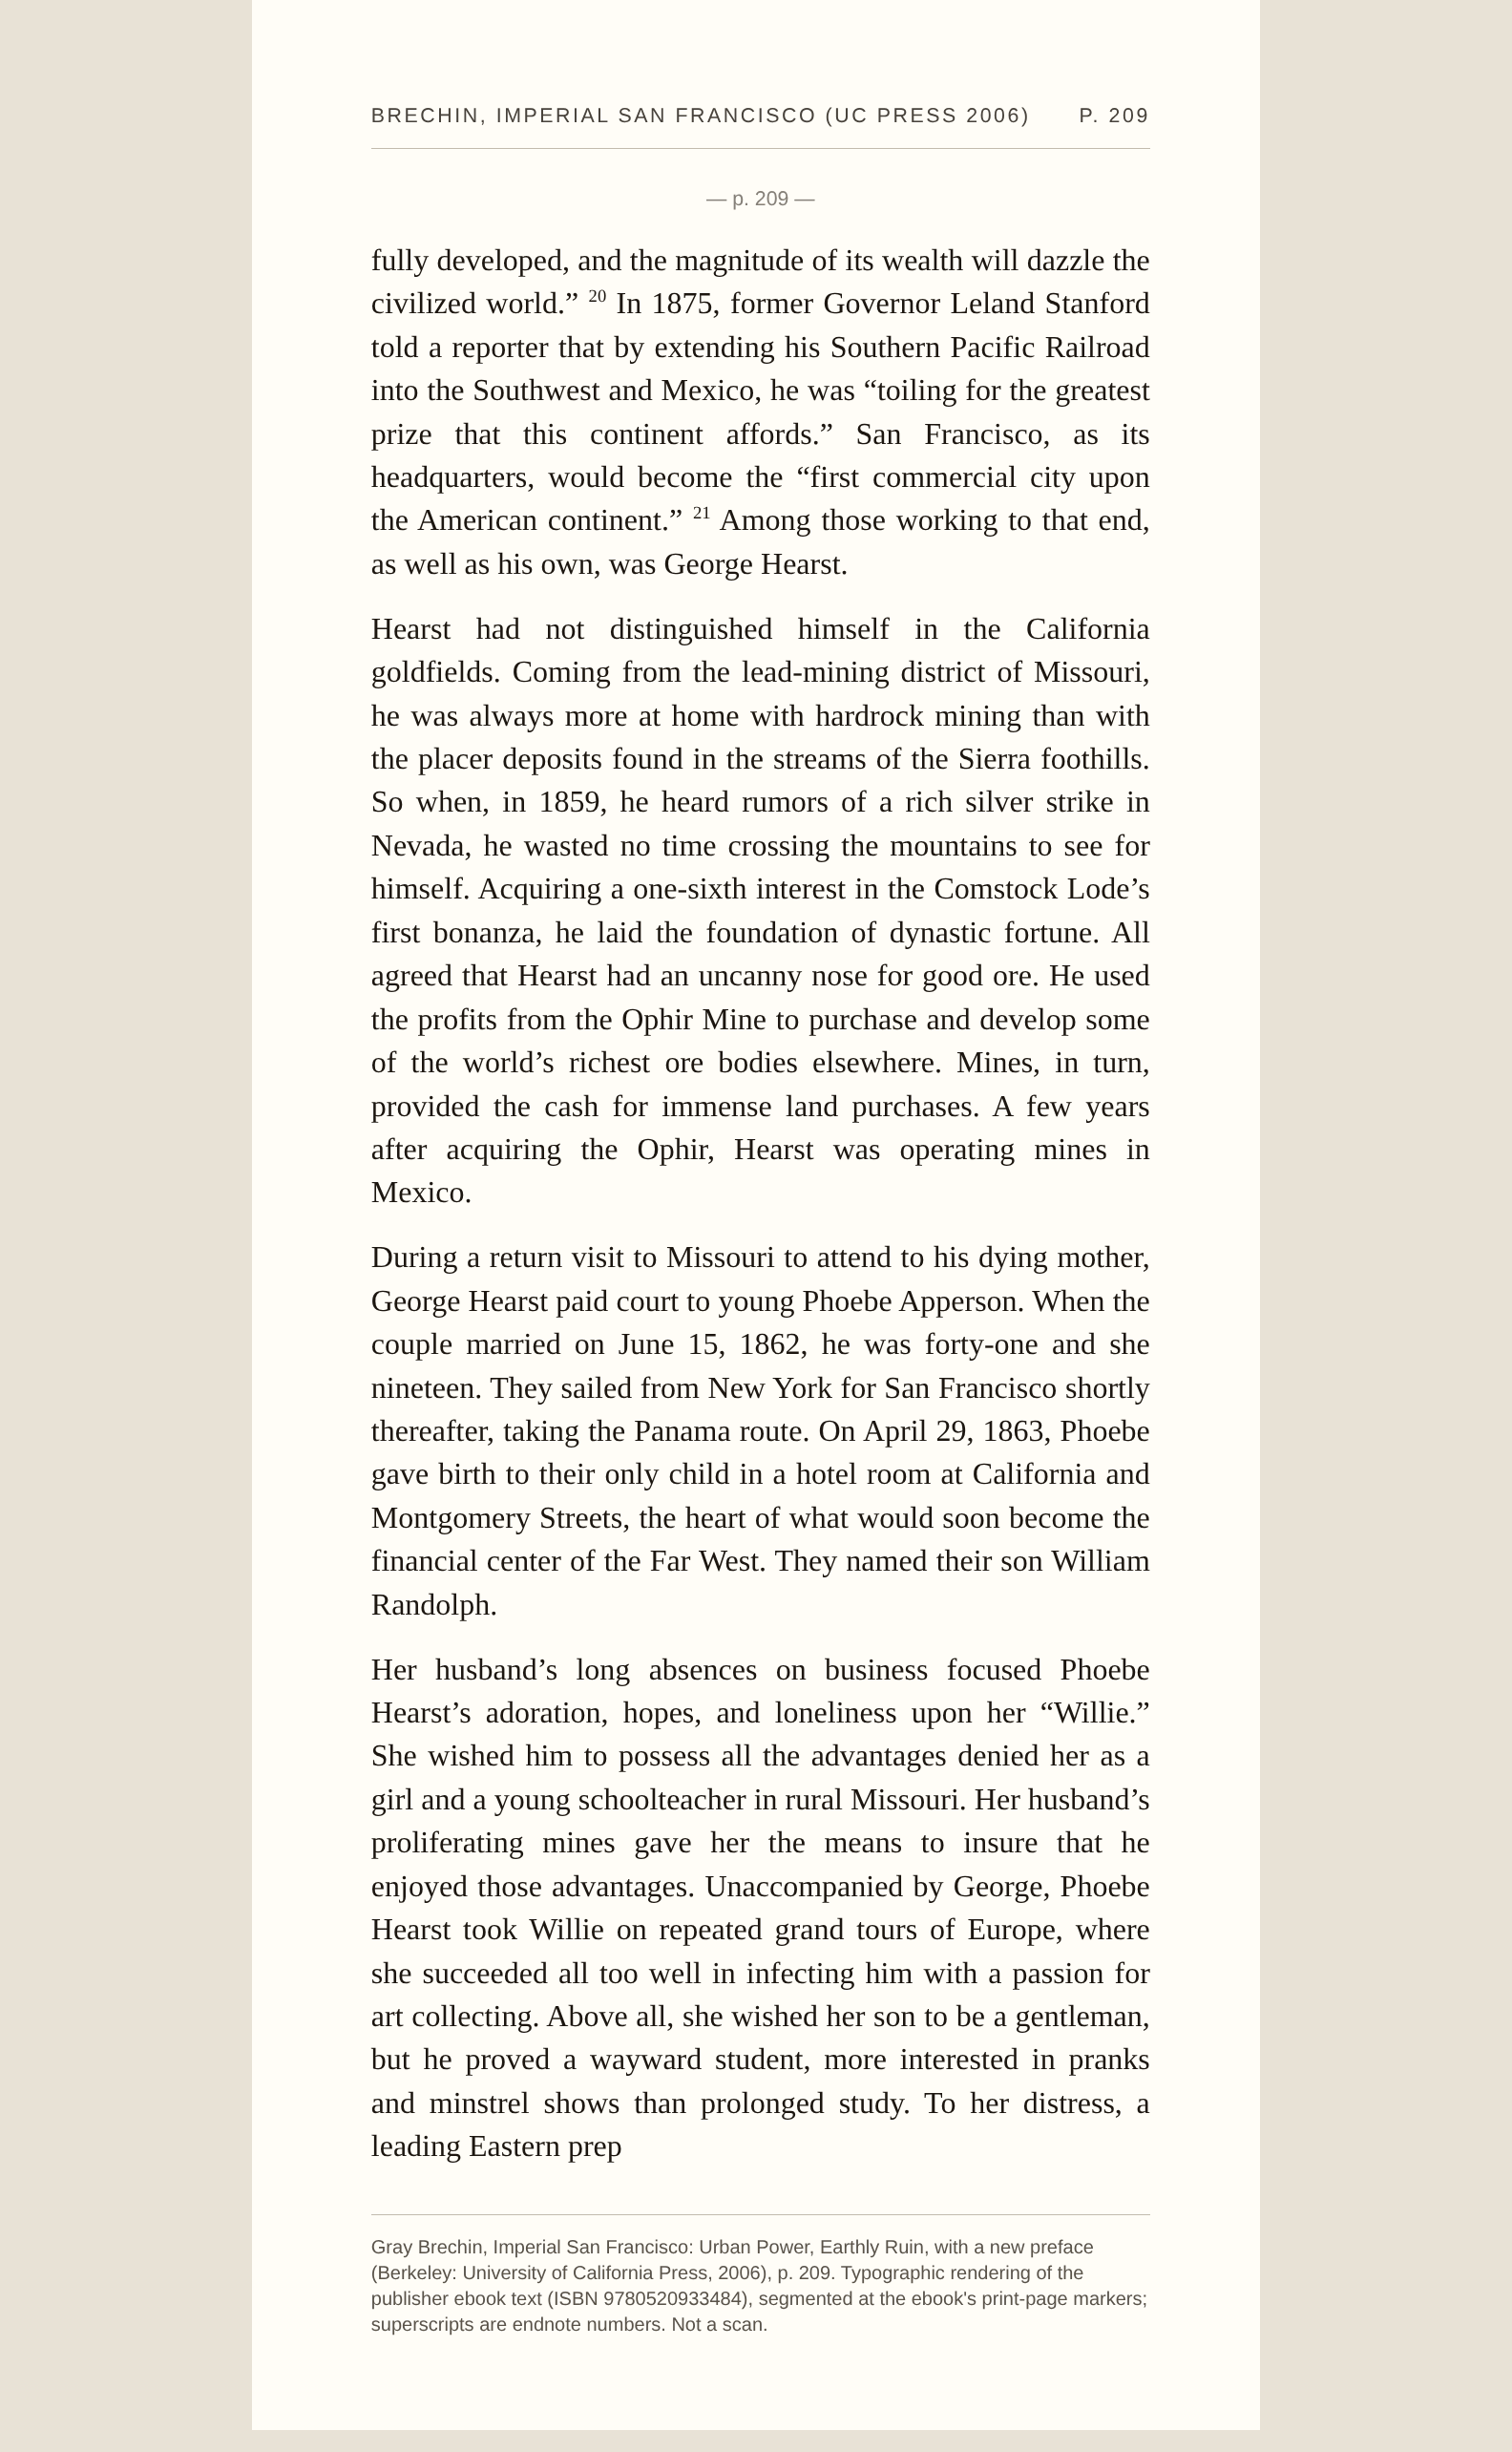 BRECHIN, IMPERIAL SAN FRANCISCO (UC PRESS 2006) P. 209
— p. 209 —
fully developed, and the magnitude of its wealth will dazzle the
civilized world.” 20 In 1875, former Governor Leland Stanford
told a reporter that by extending his Southern Pacific Railroad
into the Southwest and Mexico, he was “toiling for the greatest
prize that this continent affords.” San Francisco, as its
headquarters, would become the “first commercial city upon
the American continent.” 21 Among those working to that end,
as well as his own, was George Hearst.
Hearst had not distinguished himself in the California
goldfields. Coming from the lead-mining district of Missouri,
he was always more at home with hardrock mining than with
the placer deposits found in the streams of the Sierra foothills.
So when, in 1859, he heard rumors of a rich silver strike in
Nevada, he wasted no time crossing the mountains to see for
himself. Acquiring a one-sixth interest in the Comstock Lode’s
first bonanza, he laid the foundation of dynastic fortune. All
agreed that Hearst had an uncanny nose for good ore. He used
the profits from the Ophir Mine to purchase and develop some
of the world’s richest ore bodies elsewhere. Mines, in turn,
provided the cash for immense land purchases. A few years
after acquiring the Ophir, Hearst was operating mines in
Mexico.
During a return visit to Missouri to attend to his dying mother,
George Hearst paid court to young Phoebe Apperson. When the
couple married on June 15, 1862, he was forty-one and she
nineteen. They sailed from New York for San Francisco shortly
thereafter, taking the Panama route. On April 29, 1863, Phoebe
gave birth to their only child in a hotel room at California and
Montgomery Streets, the heart of what would soon become the
financial center of the Far West. They named their son William
Randolph.
Her husband’s long absences on business focused Phoebe
Hearst’s adoration, hopes, and loneliness upon her “Willie.”
She wished him to possess all the advantages denied her as a
girl and a young schoolteacher in rural Missouri. Her husband’s
proliferating mines gave her the means to insure that he
enjoyed those advantages. Unaccompanied by George, Phoebe
Hearst took Willie on repeated grand tours of Europe, where
she succeeded all too well in infecting him with a passion for
art collecting. Above all, she wished her son to be a gentleman,
but he proved a wayward student, more interested in pranks
and minstrel shows than prolonged study. To her distress, a
leading Eastern prep
Gray Brechin, Imperial San Francisco: Urban Power, Earthly Ruin, with a new preface
(Berkeley: University of California Press, 2006), p. 209. Typographic rendering of the
publisher ebook text (ISBN 9780520933484), segmented at the ebook's print-page markers;
superscripts are endnote numbers. Not a scan.